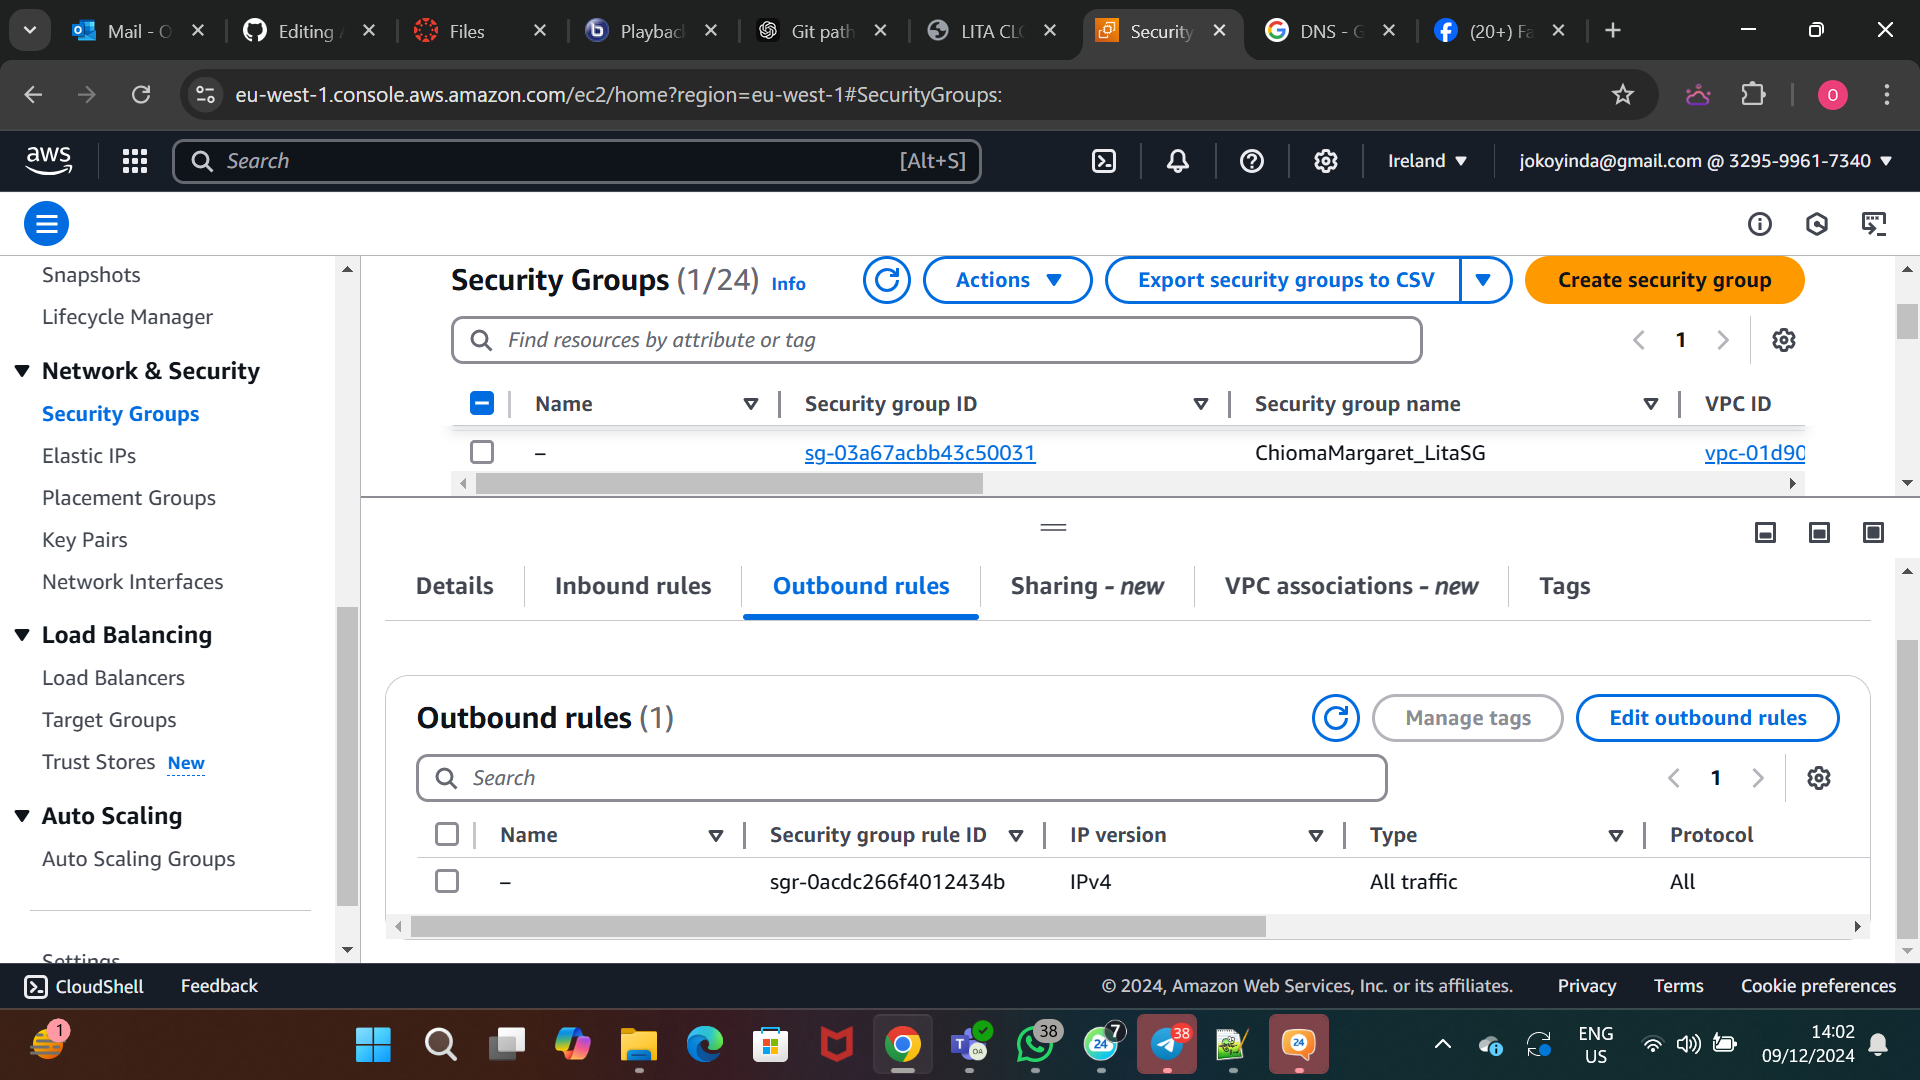 Mail - O
Editing A
Files
Playbac
Git path
LITA CLO
Security
DNS - G
(20+) Fa
eu-west-1.console.aws.amazon.com/ec2/home?region=eu-west-1#SecurityGroups:
O
aws
Search
[Alt+S]
Ireland
jokoyinda@gmail.com @ 3295-9961-7340
Snapshots
Lifecycle Manager
Network & Security
Security Groups
Elastic IPs
Placement Groups
Key Pairs
Network Interfaces
Load Balancing
Load Balancers
Target Groups
Trust Stores New
Auto Scaling
Auto Scaling Groups
Settings
Security Groups (1/24) Info
Actions
Export security groups to CSV
Create security group
Find resources by attribute or tag
1
Name
Security group ID
Security group name
VPC ID
–
sg-03a67acbb43c50031
ChiomaMargaret_LitaSG
vpc-01d90
Details
Inbound rules
Outbound rules
Sharing - new
VPC associations - new
Tags
Outbound rules (1)
Manage tags
Edit outbound rules
Search
1
Name
Security group rule ID
IP version
Type
Protocol
–
sgr-0acdc266f4012434b
IPv4
All traffic
All
CloudShell
Feedback
© 2024, Amazon Web Services, Inc. or its affiliates.
Privacy
Terms
Cookie preferences
1
T
OA
38
24
7
38
24
ENG
US
14:02
09/12/2024